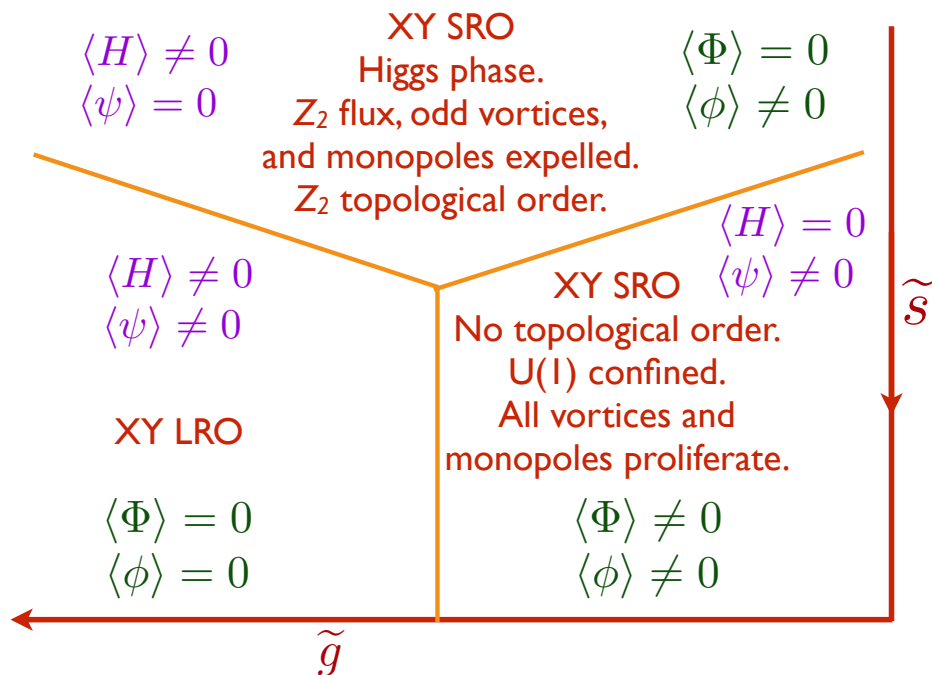 ⟨H⟩ ≠ 0
⟨ψ⟩ = 0
XY SRO
Higgs phase.
Z₂ flux, odd vortices,
and monopoles expelled.
Z₂ topological order.
⟨Φ⟩ = 0
⟨ϕ⟩ ≠ 0
⟨H⟩ ≠ 0
⟨ψ⟩ ≠ 0
XY LRO
⟨Φ⟩ = 0
⟨ϕ⟩ = 0
⟨H⟩ = 0
⟨ψ⟩ ≠ 0
XY SRO
No topological order.
U(1) confined.
All vortices and
monopoles proliferate.
⟨Φ⟩ ≠ 0
⟨ϕ⟩ ≠ 0
s̃
g̃